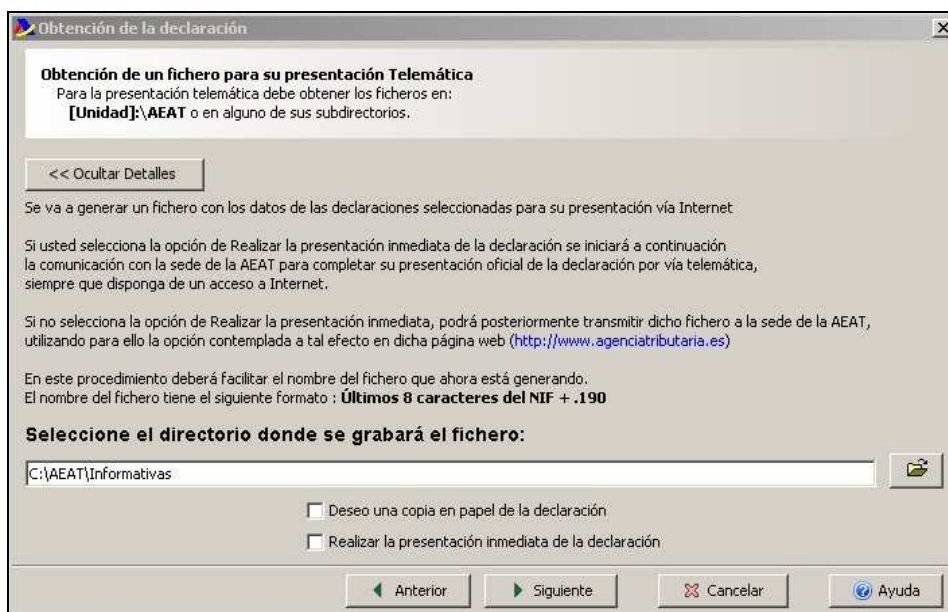 Obtención de la declaración
Obtención de un fichero para su presentación Telemática
Para la presentación telemática debe obtener los ficheros en:
[Unidad]:\AEAT o en alguno de sus subdirectorios.
<< Ocultar Detalles
Se va a generar un fichero con los datos de las declaraciones seleccionadas para su presentación vía Internet
Si usted selecciona la opción de Realizar la presentación inmediata de la declaración se iniciará a continuación
la comunicación con la sede de la AEAT para completar su presentación oficial de la declaración por vía telemática,
siempre que disponga de un acceso a Internet.
Si no selecciona la opción de Realizar la presentación inmediata, podrá posteriormente transmitir dicho fichero a la sede de la AEAT,
utilizando para ello la opción contemplada a tal efecto en dicha página web (http://www.agenciatributaria.es)
En este procedimiento deberá facilitar el nombre del fichero que ahora está generando.
El nombre del fichero tiene el siguiente formato : Últimos 8 caracteres del NIF + .190
Seleccione el directorio donde se grabará el fichero:
C:\AEAT\Informativas
Deseo una copia en papel de la declaración
Realizar la presentación inmediata de la declaración
Anterior
Siguiente
Cancelar
Ayuda